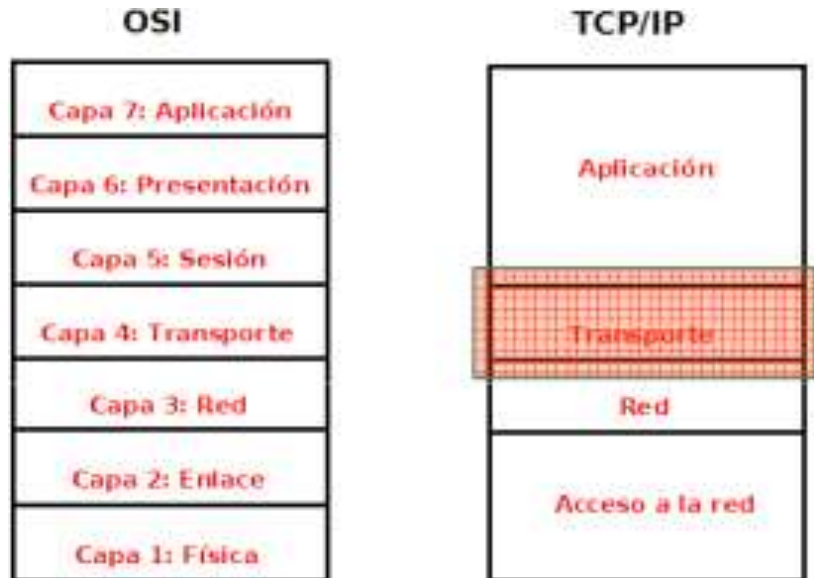 OSI
Capa 7: Aplicación
Capa 6: Presentación
Capa 5: Sesión
Capa 4: Transporte
Capa 3: Red
Capa 2: Enlace
Capa 1: Física
TCP/IP
Aplicación
Transporte
Red
Acceso a la red